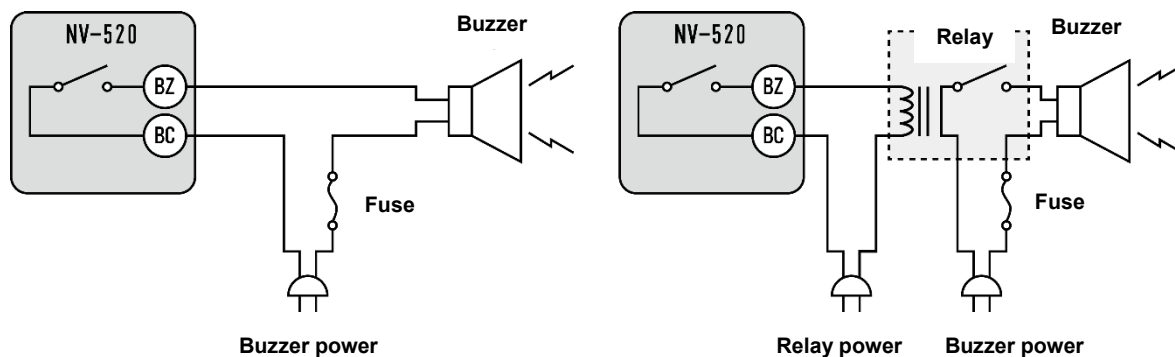 NV-520
Buzzer
BZ
BC
Fuse
Buzzer power
NV-520
Relay
Buzzer
BZ
BC
Fuse
Relay power
Buzzer power